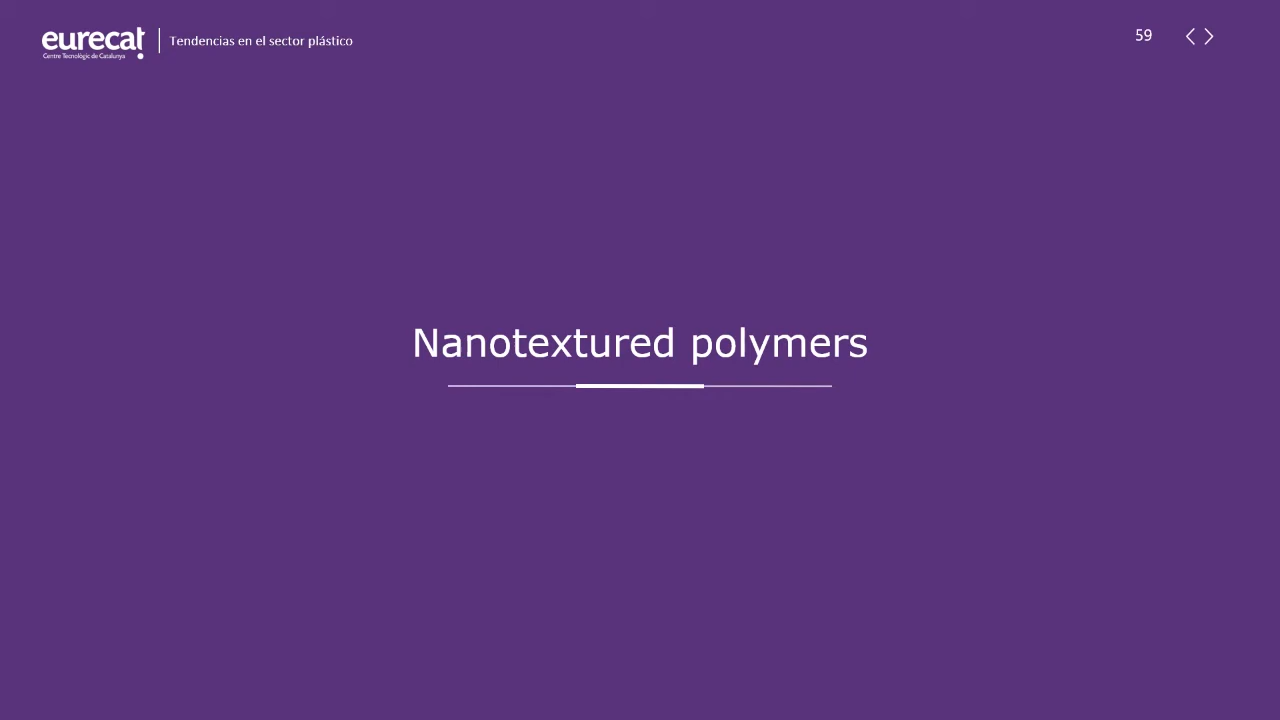 eurecat
Centre Tecnològic de Catalunya
Tendencias en el sector plástico
59
Nanotextured polymers